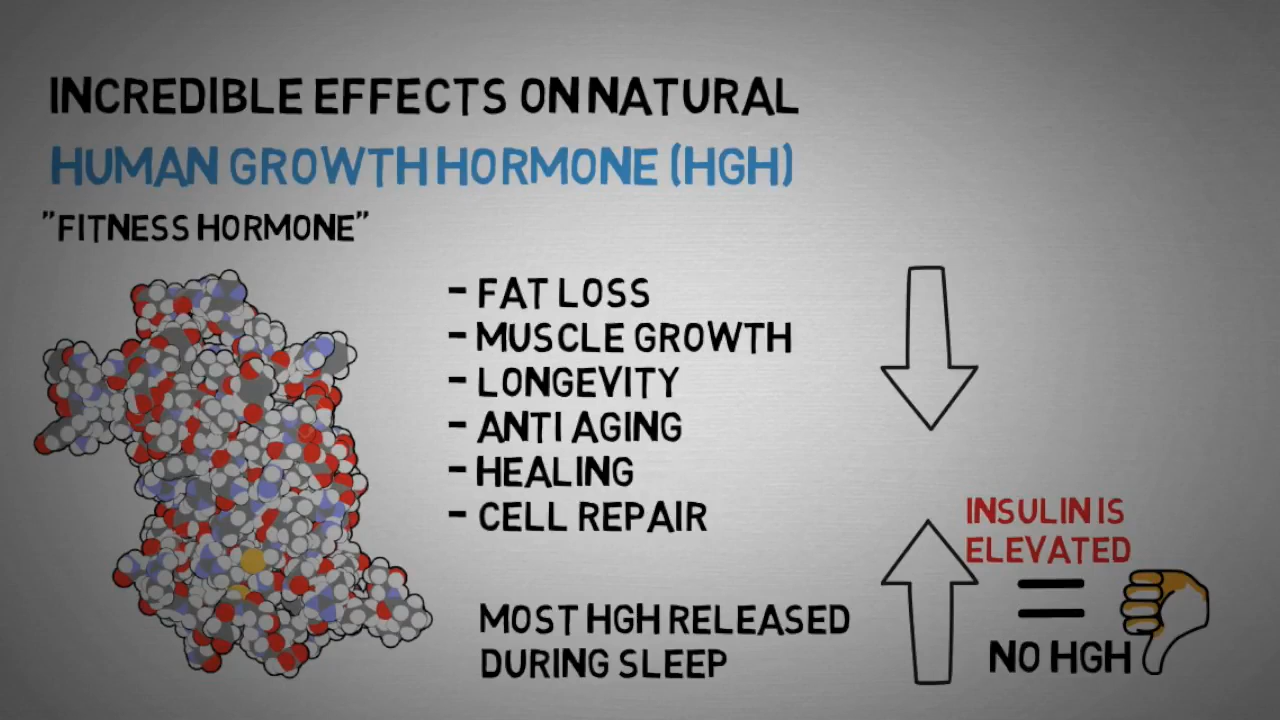 INCREDIBLE EFFECTS ON NATURAL
HUMAN GROWTH HORMONE (HGH)
"FITNESS HORMONE"
- FAT LOSS
- MUSCLE GROWTH
- LONGEVITY
- ANTI AGING
- HEALING
- CELL REPAIR
MOST HGH RELEASED
DURING SLEEP
INSULIN IS
ELEVATED
=
NO HGH